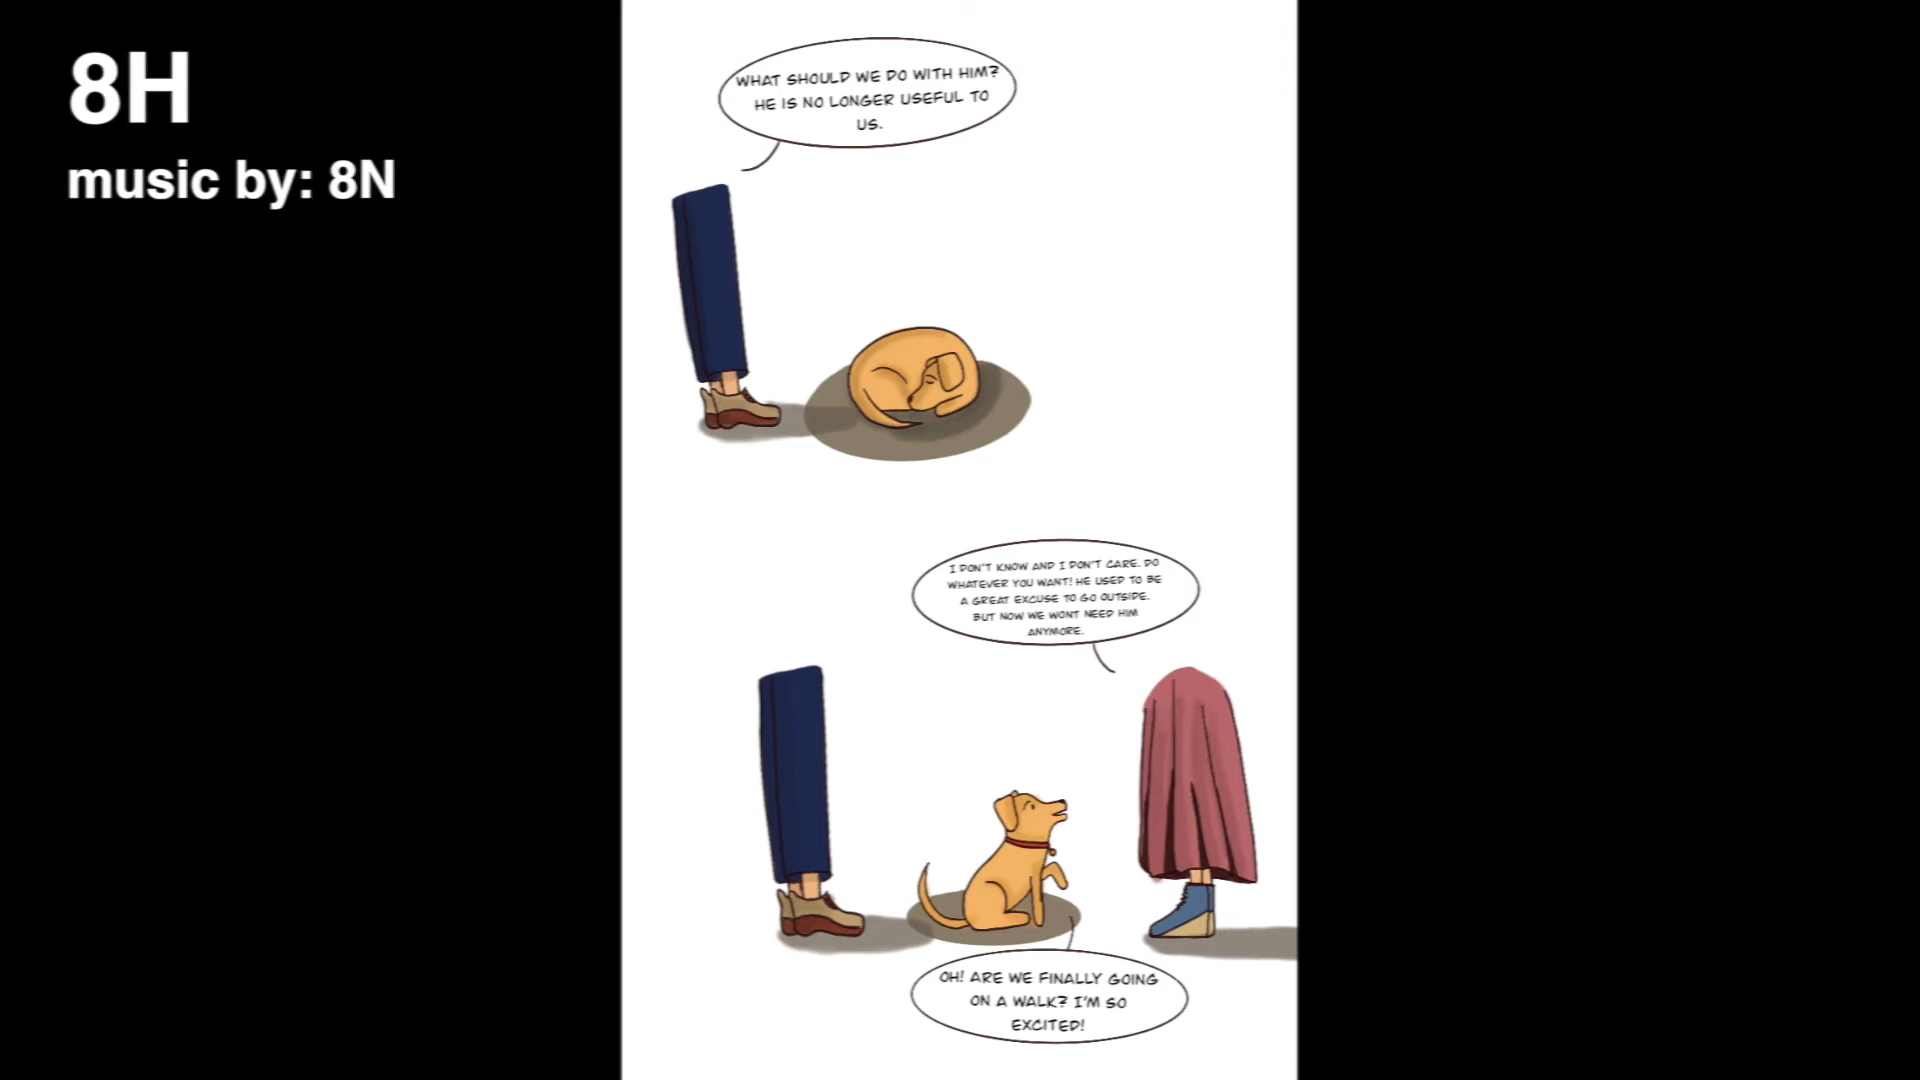 8H
music by: 8N
WHAT SHOULD WE DO WITH HIM?
HE IS NO LONGER USEFUL TO
US.
I DON'T KNOW AND I DON'T CARE. DO
WHATEVER YOU WANT! HE USED TO BE
A GREAT EXCUSE TO GO OUTSIDE.
BUT NOW WE WONT NEED HIM
ANYMORE.
OH! ARE WE FINALLY GOING
ON A WALK? I'M SO
EXCITED!